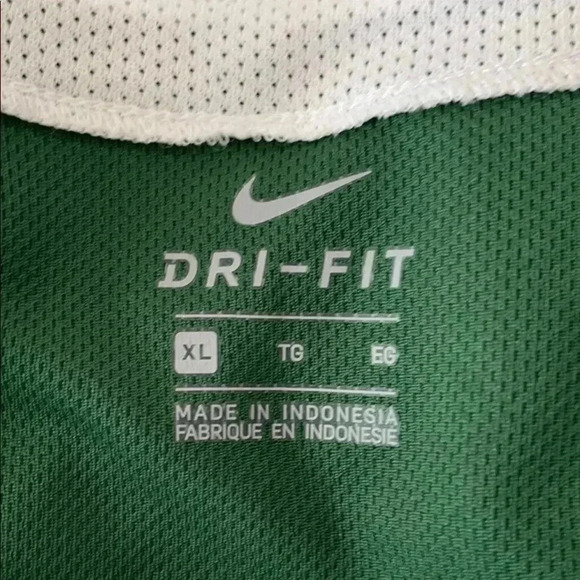 DRI-FIT
XL TG EG
MADE IN INDONESIA
FABRIQUE EN INDONESIE